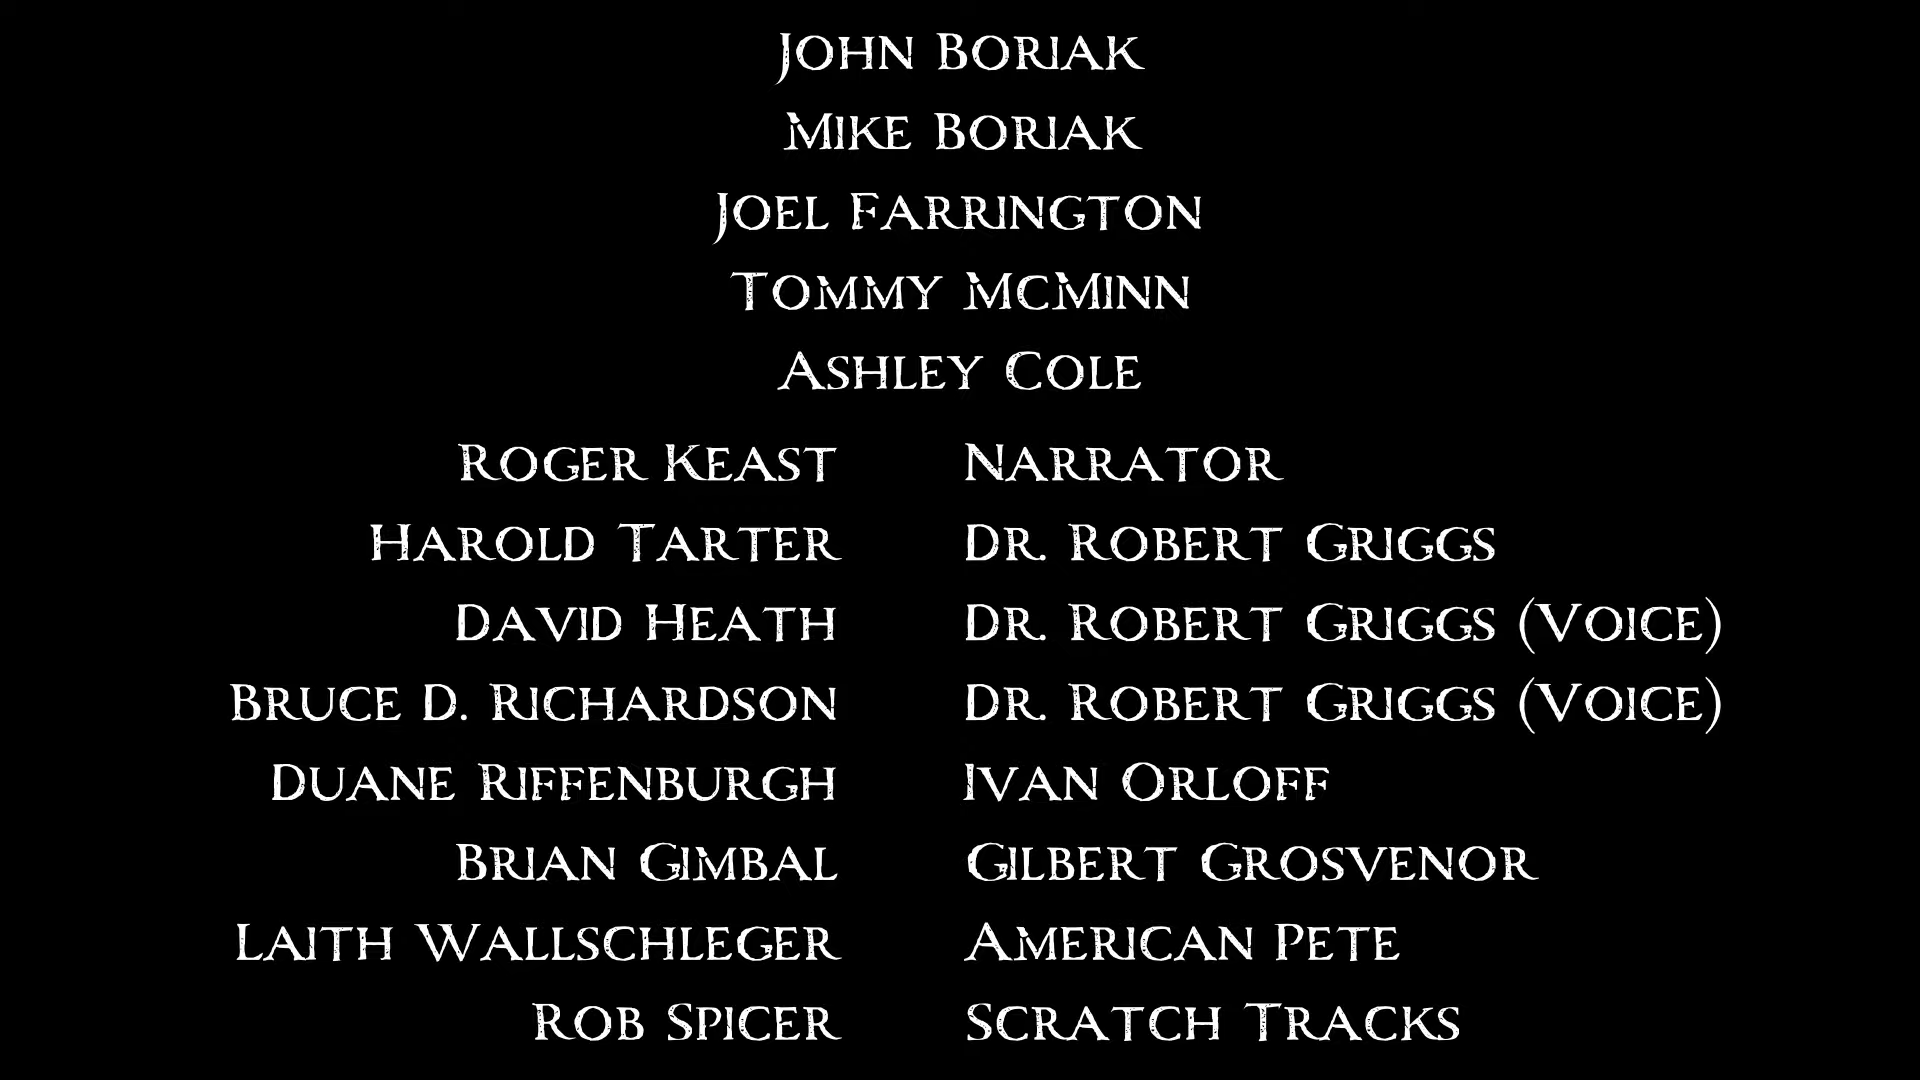 John Boriak
Mike Boriak
Joel Farrington
Tommy McMinn
Ashley Cole
Roger Keast Narrator
Harold Tarter Dr. Robert Griggs
David Heath Dr. Robert Griggs (Voice)
Bruce D. Richardson Dr. Robert Griggs (Voice)
Duane Riffenburgh Ivan Orloff
Brian Gimbal Gilbert Grosvenor
Laith Wallschleger American Pete
Rob Spicer Scratch Tracks